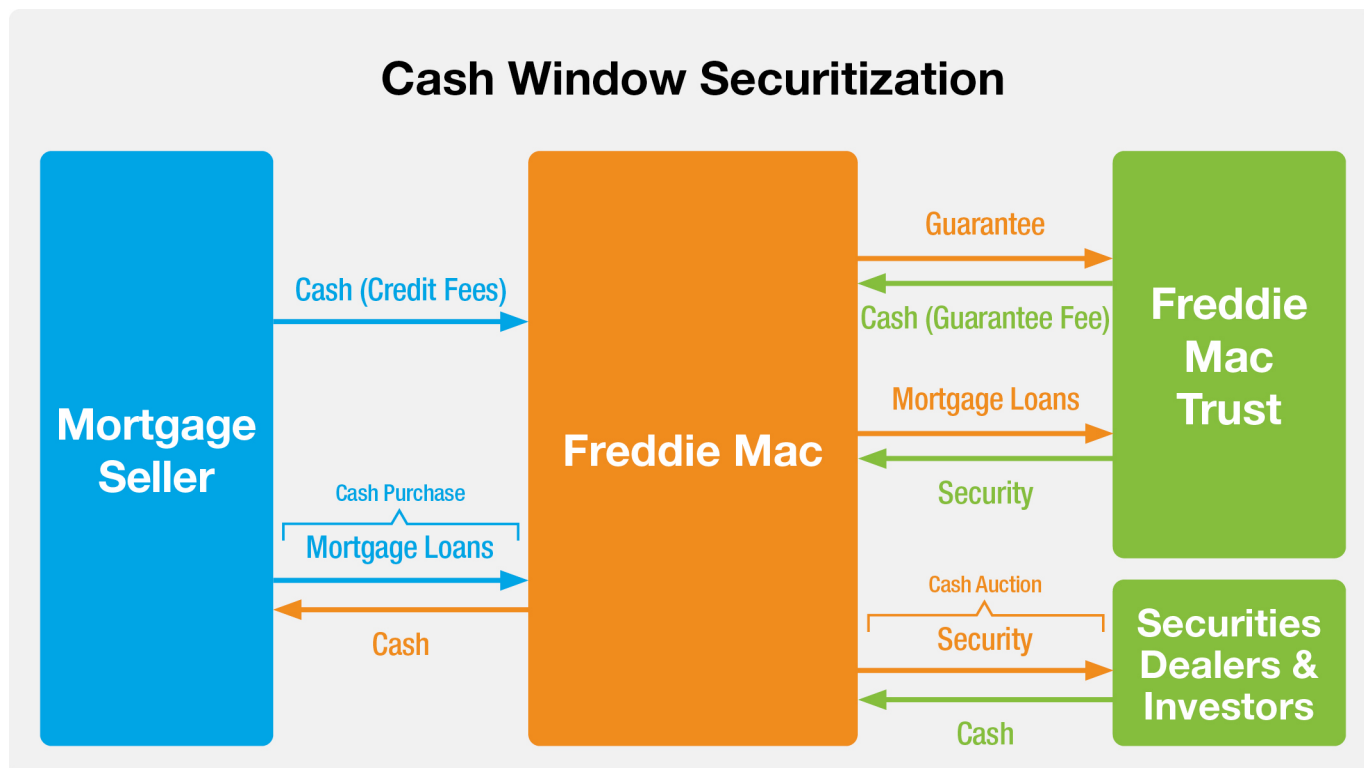 Cash Window Securitization
Mortgage
Seller
Cash (Credit Fees)
Cash Purchase
Mortgage Loans
Cash
Freddie Mac
Guarantee
Cash (Guarantee Fee)
Mortgage Loans
Security
Cash Auction
Security
Cash
Freddie
Mac
Trust
Securities
Dealers &
Investors